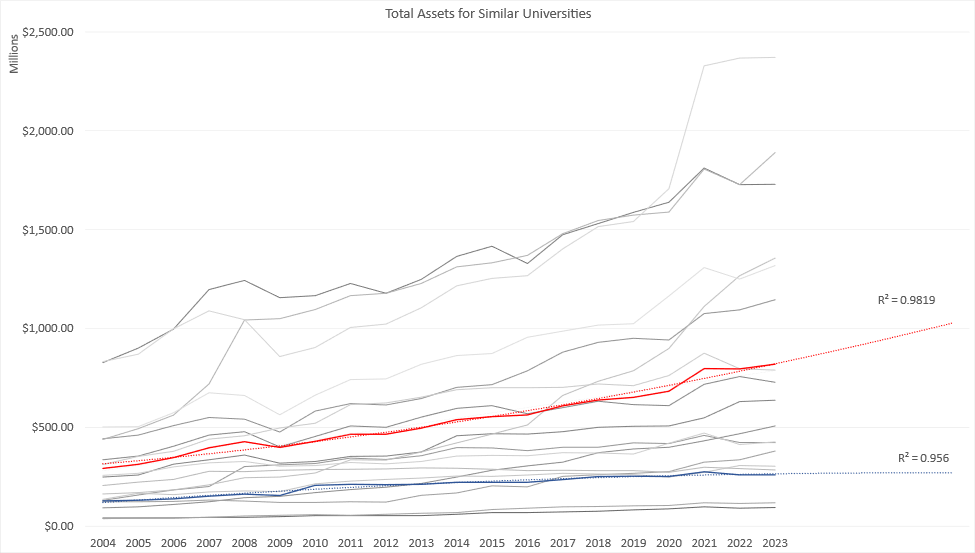 Total Assets for Similar Universities
Millions
$2,500.00
$2,000.00
$1,500.00
$1,000.00
$500.00
$0.00
R² = 0.9819
R² = 0.956
2004 2005 2006 2007 2008 2009 2010 2011 2012 2013 2014 2015 2016 2017 2018 2019 2020 2021 2022 2023